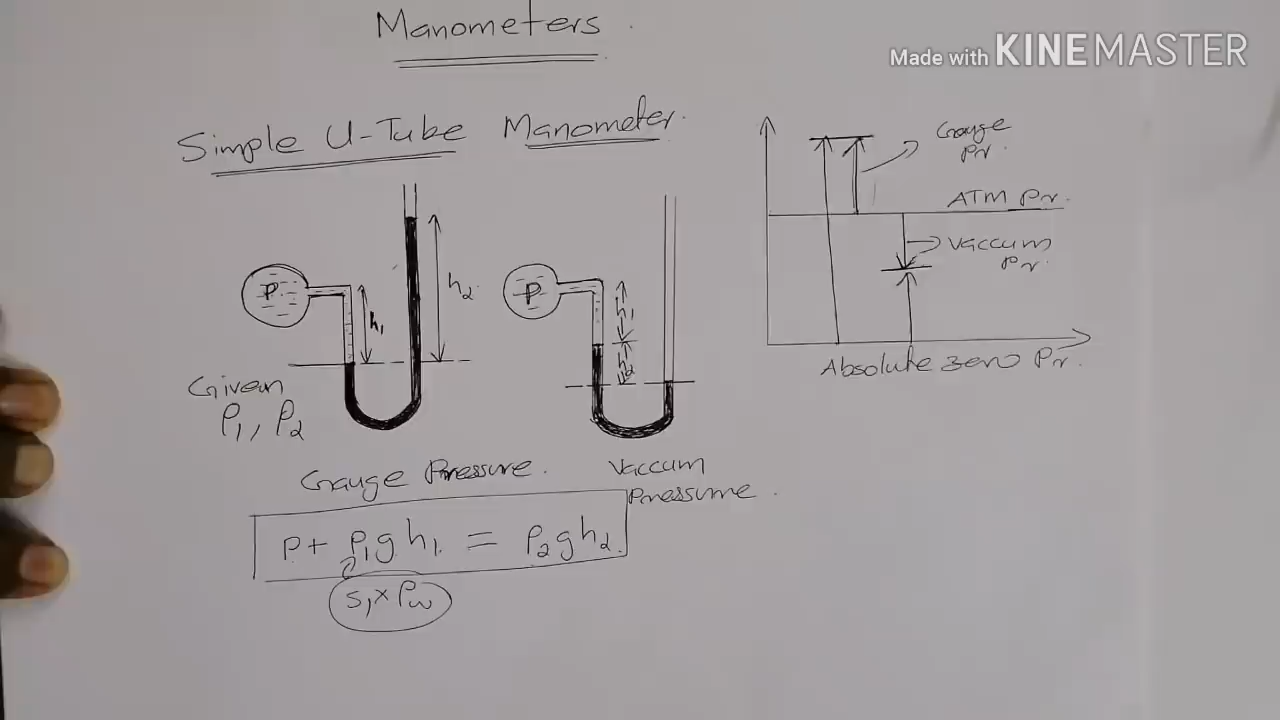 Manometers.
Made with KINEMASTER
Simple U-Tube Manometer.
P
h₁
h₂
Given
ρ₁, ρ₂
Gauge Pressure.
P
h₁
h₂
Vaccum
Pressure.
P + ρ₁gh₁ = ρ₂gh₂.
S₁ × ρw
Gauge
Pr.
ATM Pr.
Vaccum
Pr.
Absolute zero Pr.